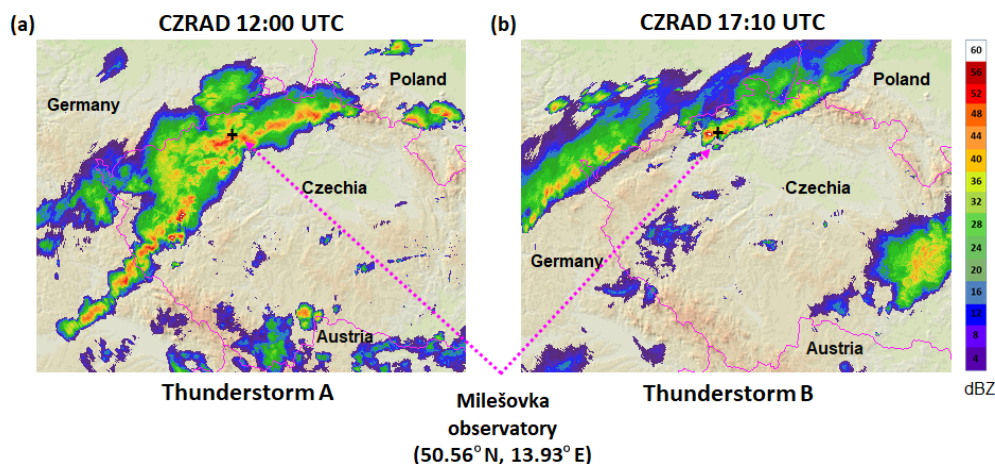 (a)
CZRAD 12:00 UTC
(b)
CZRAD 17:10 UTC
Germany
Poland
Czechia
Austria
Poland
Czechia
Germany
Austria
60
56
52
48
44
40
36
32
28
24
20
16
12
8
4
dBZ
Thunderstorm A
Thunderstorm B
Milešovka
observatory
(50.56° N, 13.93° E)